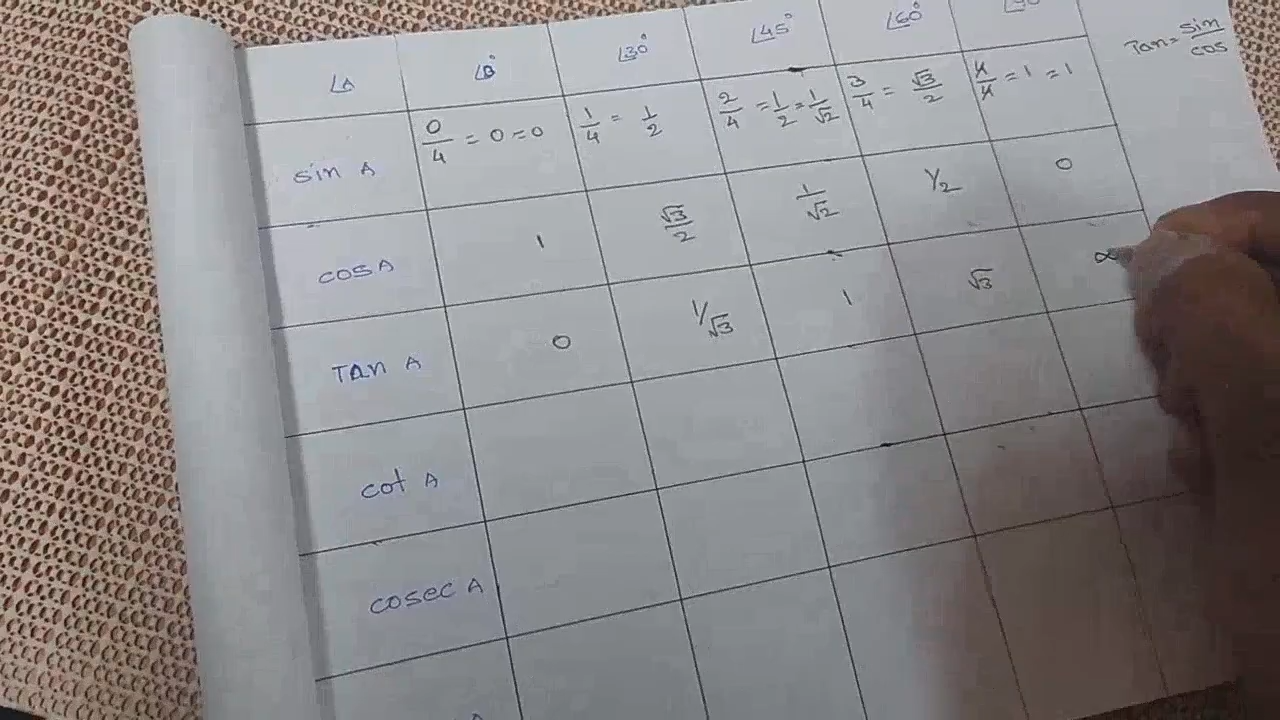 ∠A ∠0° ∠30° ∠45° ∠60° ∠90°
Tan = sin/cos
sin A 0/4 = 0 = 0 1/4 = 1/2 2/4 = 1/2 = 1/√2 3/4 = √3/2 4/4 = 1 = 1
cos A 1 √3/2 1/√2 1/2 0
Tan A 0 1/√3 1 √3 ∞
cot A
cosec A